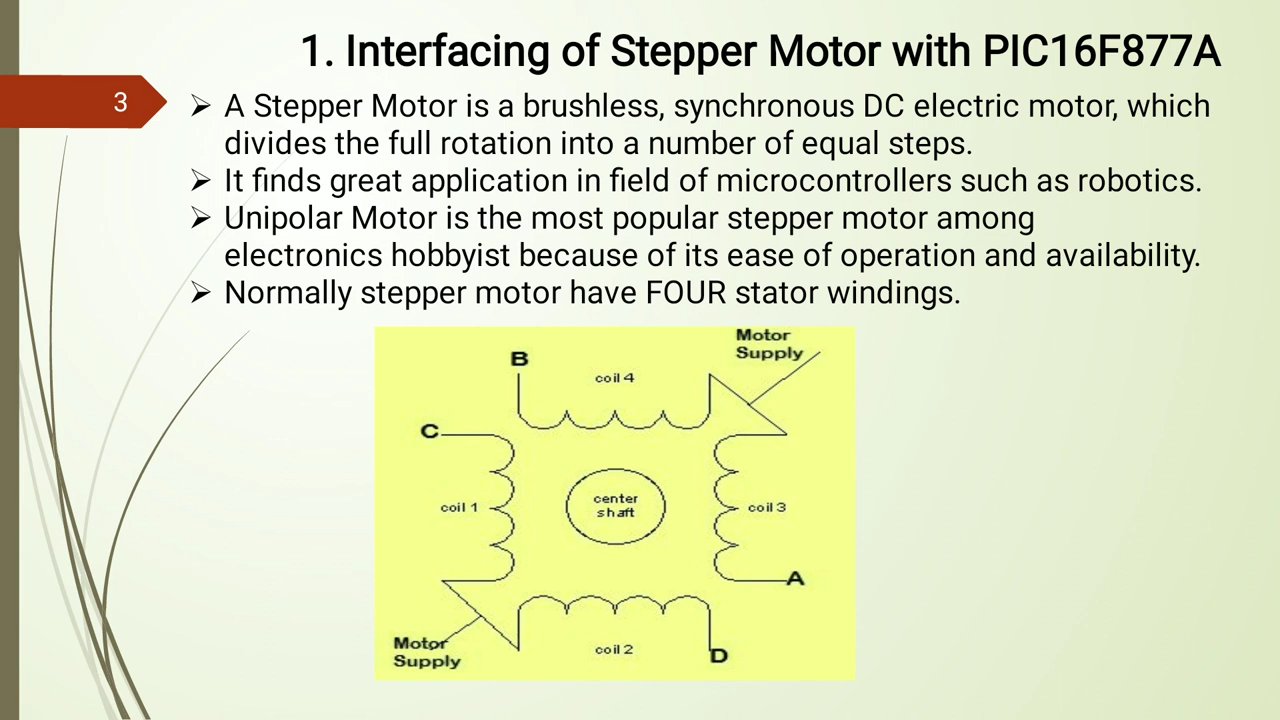 1. Interfacing of Stepper Motor with PIC16F877A
3
➢ A Stepper Motor is a brushless, synchronous DC electric motor, which
divides the full rotation into a number of equal steps.
➢ It finds great application in field of microcontrollers such as robotics.
➢ Unipolar Motor is the most popular stepper motor among
electronics hobbyist because of its ease of operation and availability.
➢ Normally stepper motor have FOUR stator windings.
Motor
Supply
B
coil 4
C
center
shaft
coil 1
coil 3
A
Motor
Supply
coil 2
D